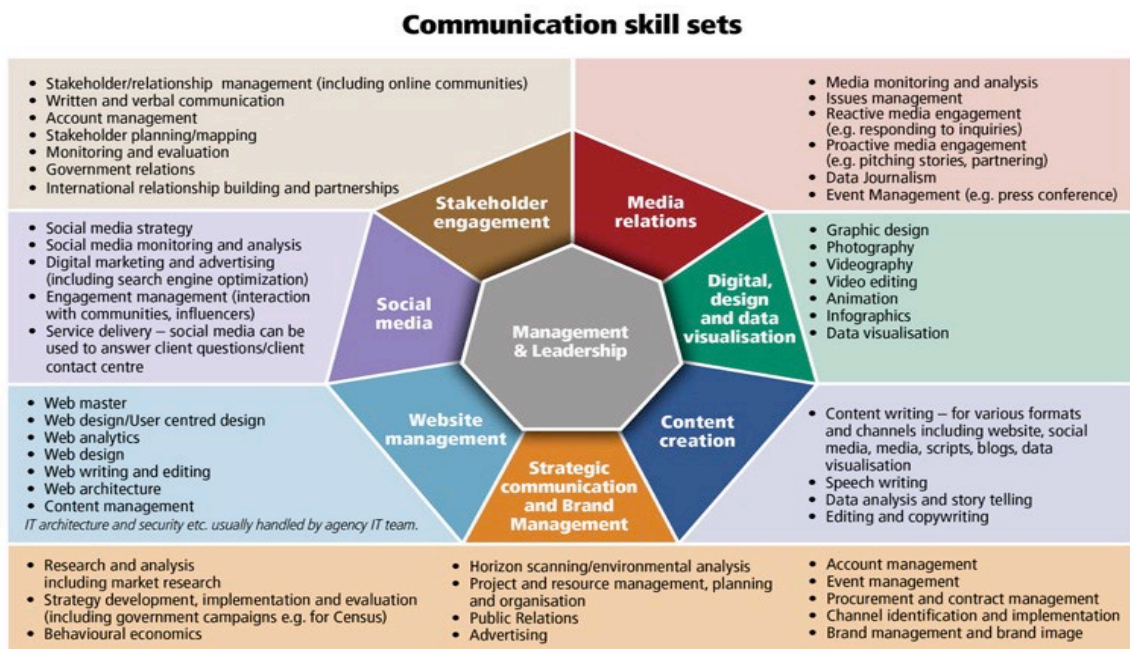 Communication skill sets
• Stakeholder/relationship management (including online communities)
• Written and verbal communication
• Account management
• Stakeholder planning/mapping
• Monitoring and evaluation
• Government relations
• International relationship building and partnerships
• Media monitoring and analysis
• Issues management
• Reactive media engagement
(e.g. responding to inquiries)
• Proactive media engagement
(e.g. pitching stories, partnering)
• Data Journalism
• Event Management (e.g. press conference)
Stakeholder
engagement
Media
relations
• Social media strategy
• Social media monitoring and analysis
• Digital marketing and advertising
(including search engine optimization)
• Engagement management (interaction
with communities, influencers)
• Service delivery – social media can be
used to answer client questions/client
contact centre
Social
media
Management
& Leadership
Digital,
design
and data
visualisation
• Graphic design
• Photography
• Videography
• Video editing
• Animation
• Infographics
• Data visualisation
• Web master
• Web design/User centred design
• Web analytics
• Web design
• Web writing and editing
• Web architecture
• Content management
IT architecture and security etc. usually handled by agency IT team.
Website
management
Strategic
communication
and Brand
Management
Content
creation
• Content writing – for various formats
and channels including website, social
media, media, scripts, blogs, data
visualisation
• Speech writing
• Data analysis and story telling
• Editing and copywriting
• Research and analysis
including market research
• Strategy development, implementation and evaluation
(including government campaigns e.g. for Census)
• Behavioural economics
• Horizon scanning/environmental analysis
• Project and resource management, planning
and organisation
• Public Relations
• Advertising
• Account management
• Event management
• Procurement and contract management
• Channel identification and implementation
• Brand management and brand image